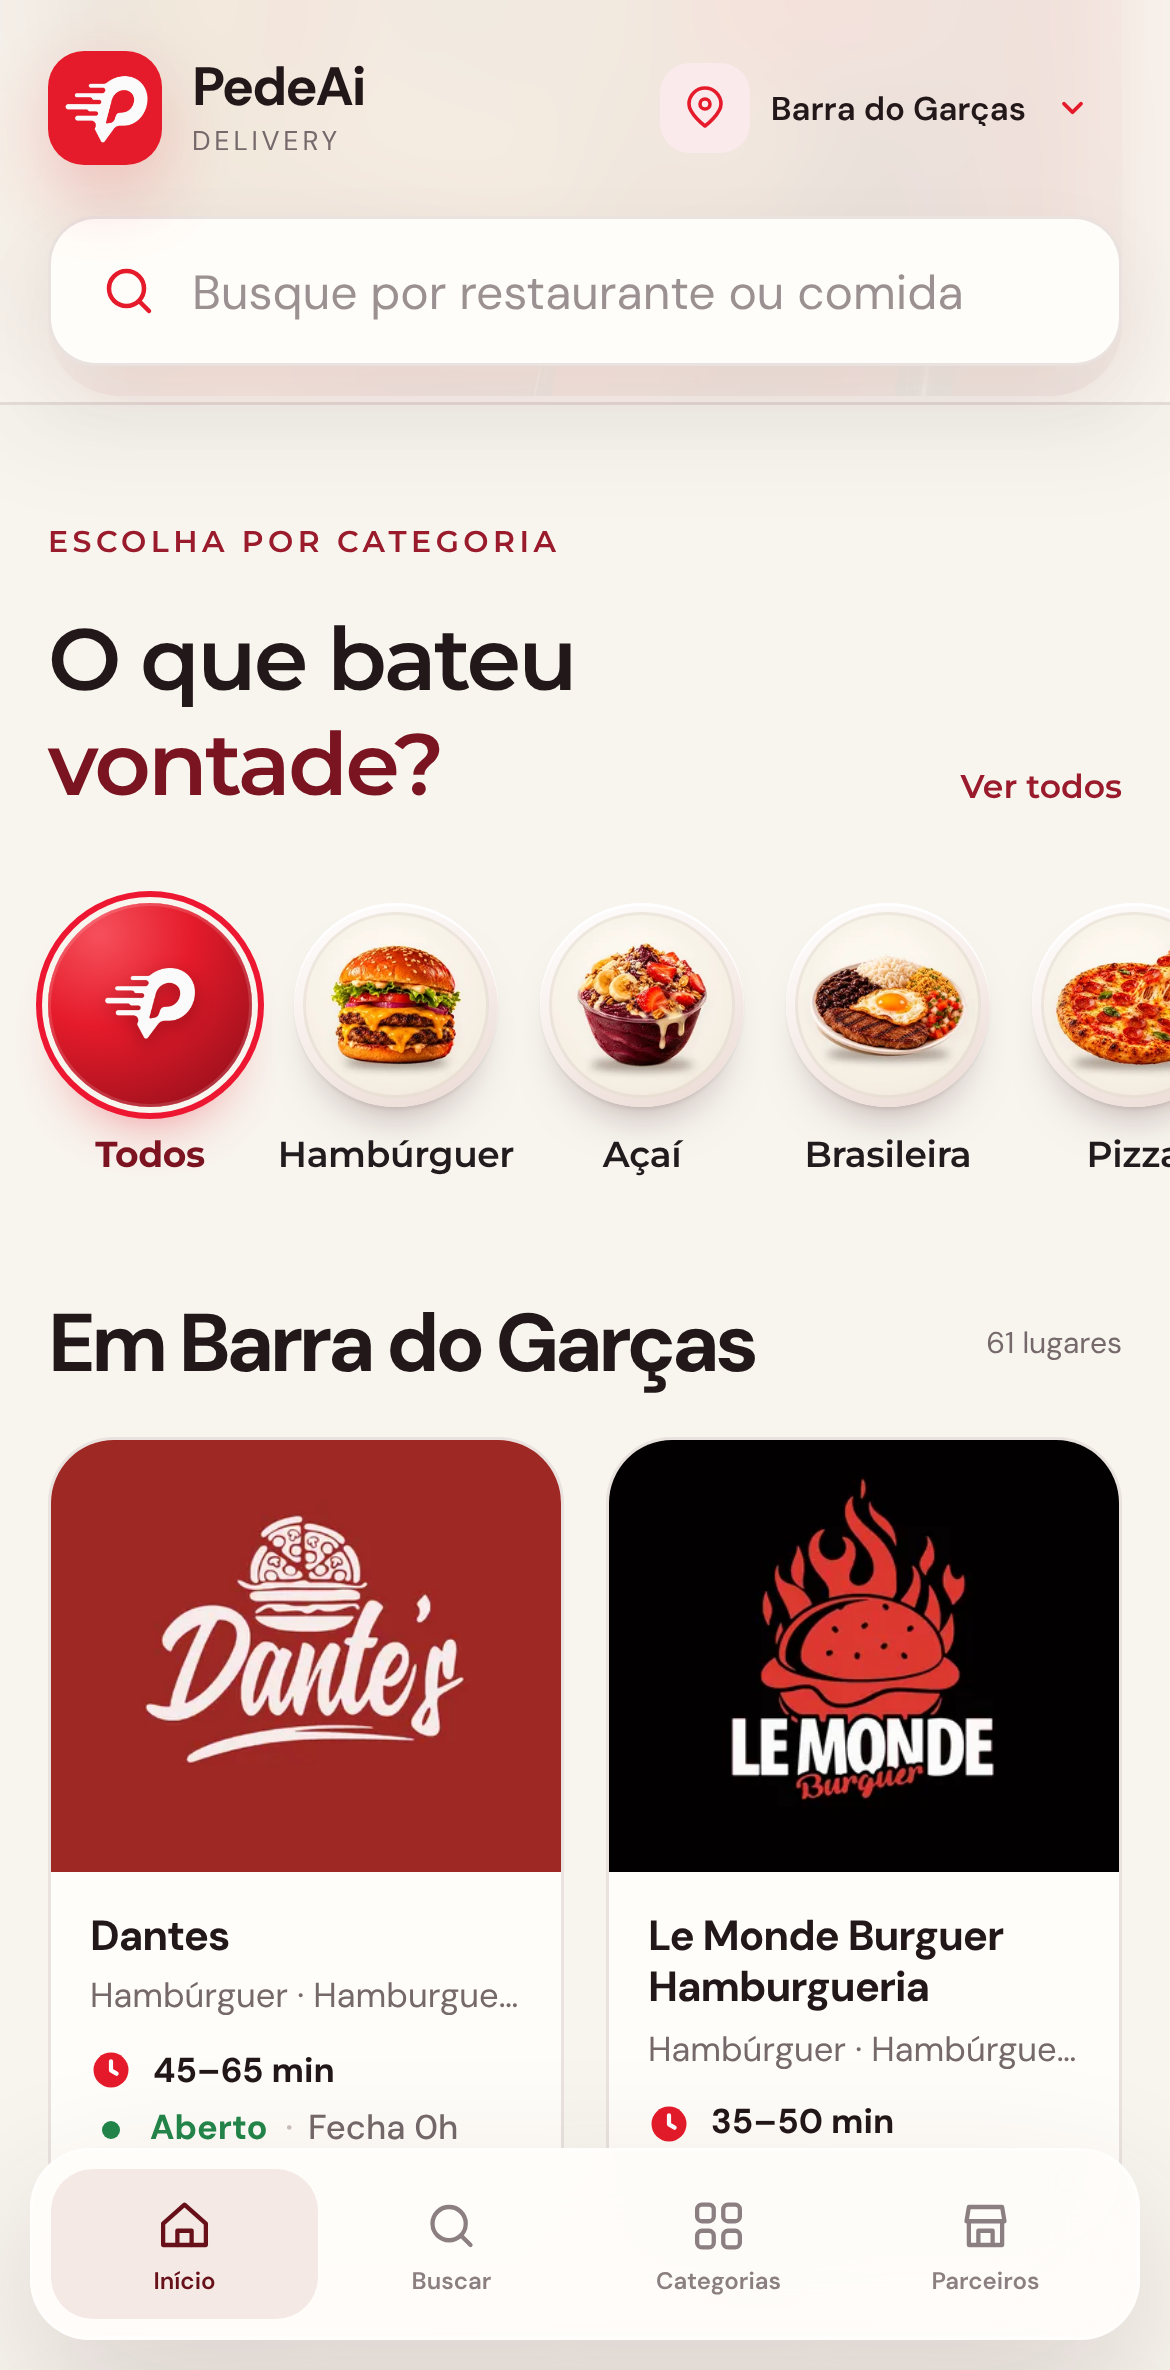 PedeAi
DELIVERY
Barra do Garças
Busque por restaurante ou comida
ESCOLHA POR CATEGORIA
O que bateu
vontade?
Ver todos
Todos
Hambúrguer
Açaí
Brasileira
Pizza
Em Barra do Garças
61 lugares
Dante's
LE MONDE
Burguer
Dantes
Hambúrguer · Hamburgue...
45–65 min
Aberto · Fecha 0h
Le Monde Burguer
Hamburgueria
Hambúrguer · Hambúrgue...
35–50 min
Início
Buscar
Categorias
Parceiros